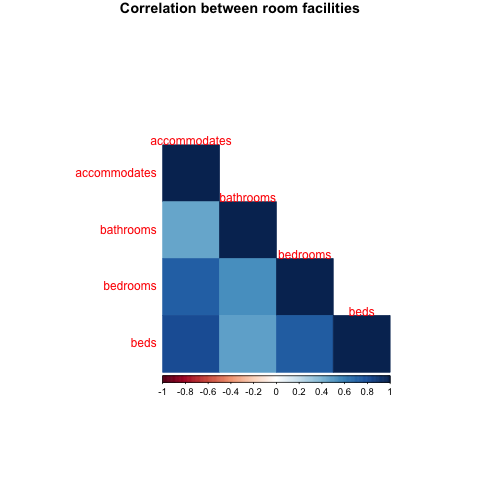 Correlation between room facilities
accommodates
accommodates
bathrooms
bathrooms
bedrooms
bedrooms
beds
beds
-1 -0.8 -0.6 -0.4 -0.2 0 0.2 0.4 0.6 0.8 1